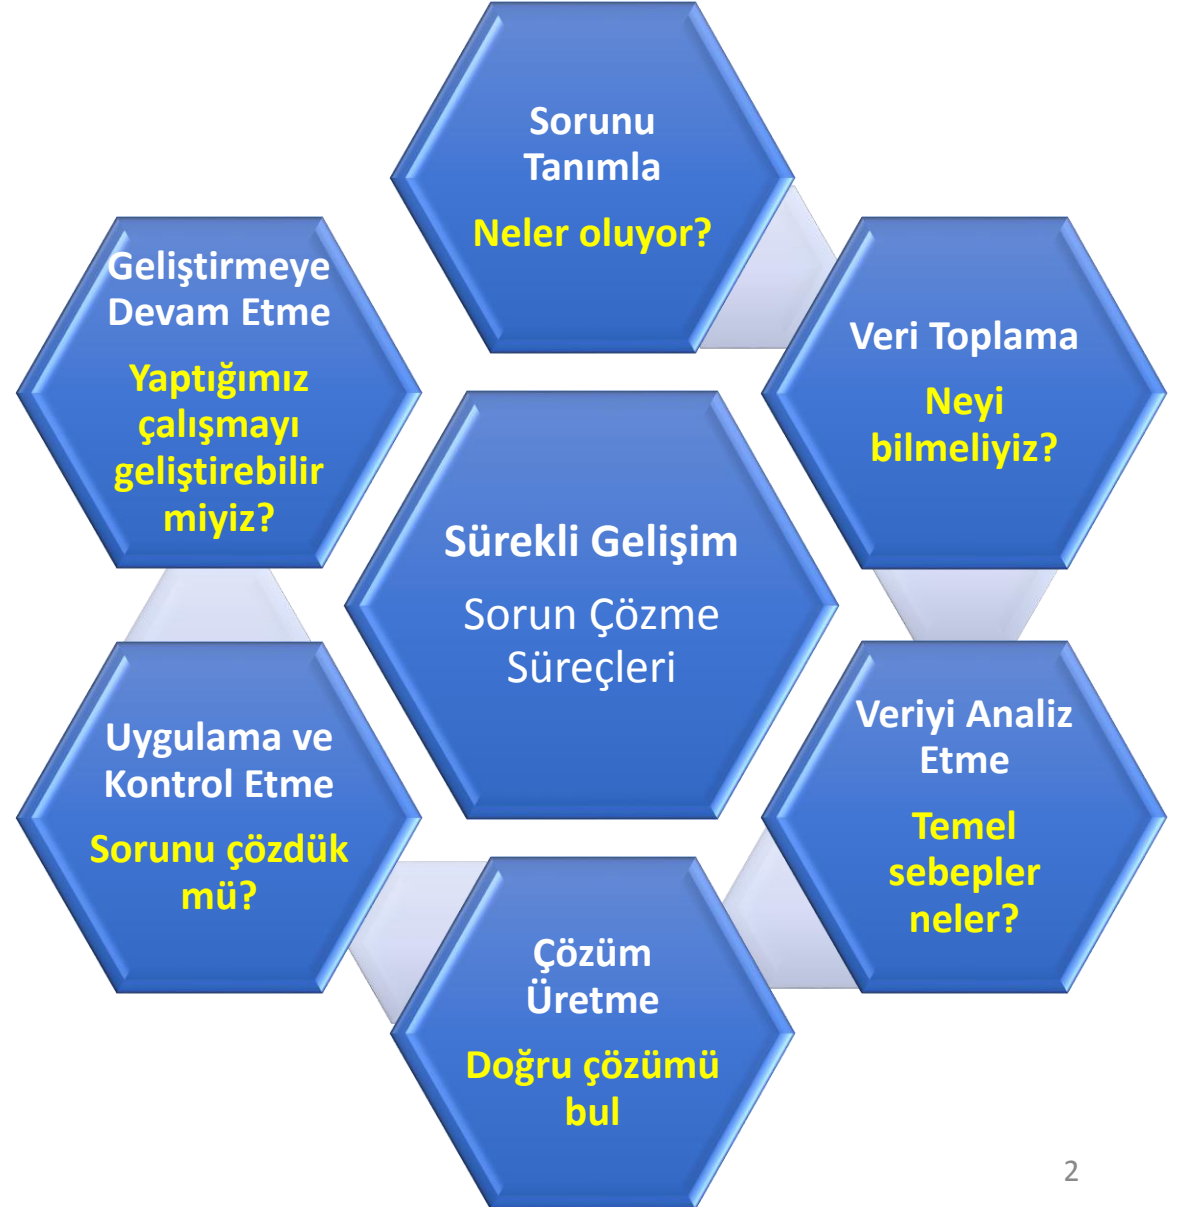 Sorunu
Tanımla
Neler oluyor?
Veri Toplama
Neyi
bilmeliyiz?
Veriyi Analiz
Etme
Temel
sebepler
neler?
Çözüm
Üretme
Doğru çözümü
bul
Uygulama ve
Kontrol Etme
Sorunu çözdük
mü?
Geliştirmeye
Devam Etme
Yaptığımız
çalışmayı
geliştirebilir
miyiz?
Sürekli Gelişim
Sorun Çözme
Süreçleri
2